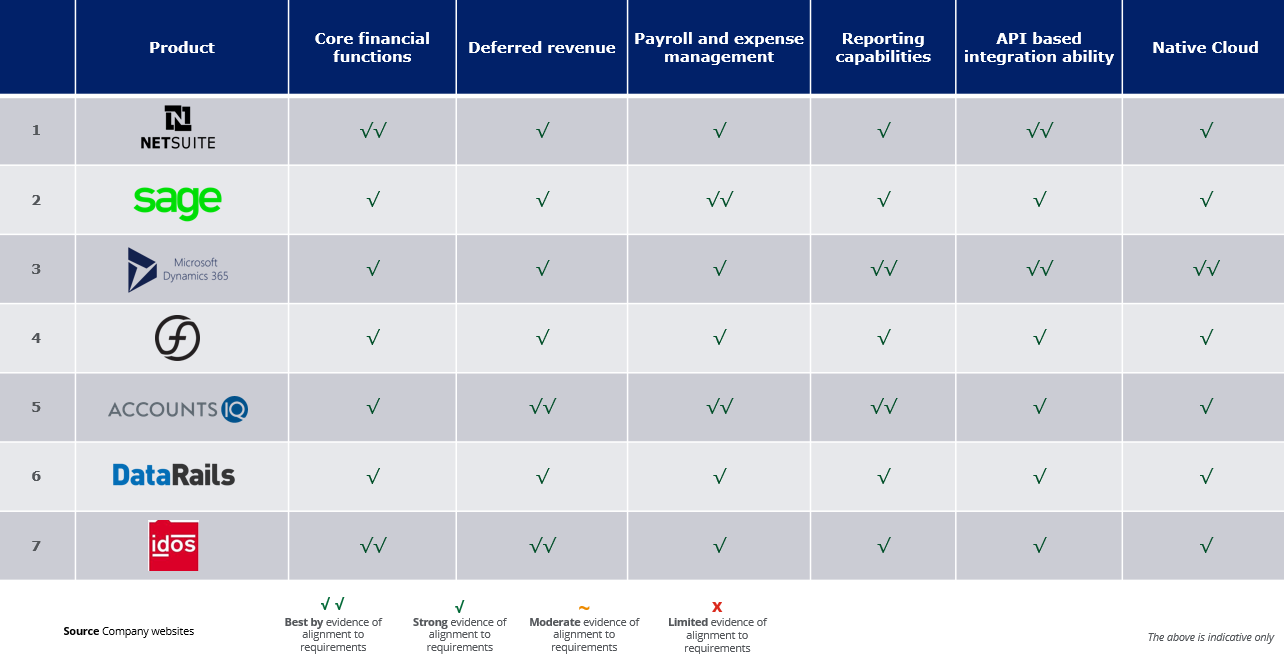 Product
Core financial
functions
Deferred revenue
Payroll and expense
management
Reporting
capabilities
API based
integration ability
Native Cloud
1
N
NETSUITE
√√
√
√
√
√√
√
2
sage
√
√
√√
√
√
√
3
Microsoft
Dynamics 365
√
√
√
√√
√√
√√
4
√
√
√
√
√
√
5
ACCOUNTS IQ
√
√√
√√
√√
√
√
6
DataRails
√
√
√
√
√
√
7
idos
√√
√√
√
√
√
√
Source Company websites
√ √
Best by evidence of
alignment to
requirements
√
Strong evidence of
alignment to
requirements
~
Moderate evidence of
alignment to
requirements
X
Limited evidence of
alignment to
requirements
The above is indicative only